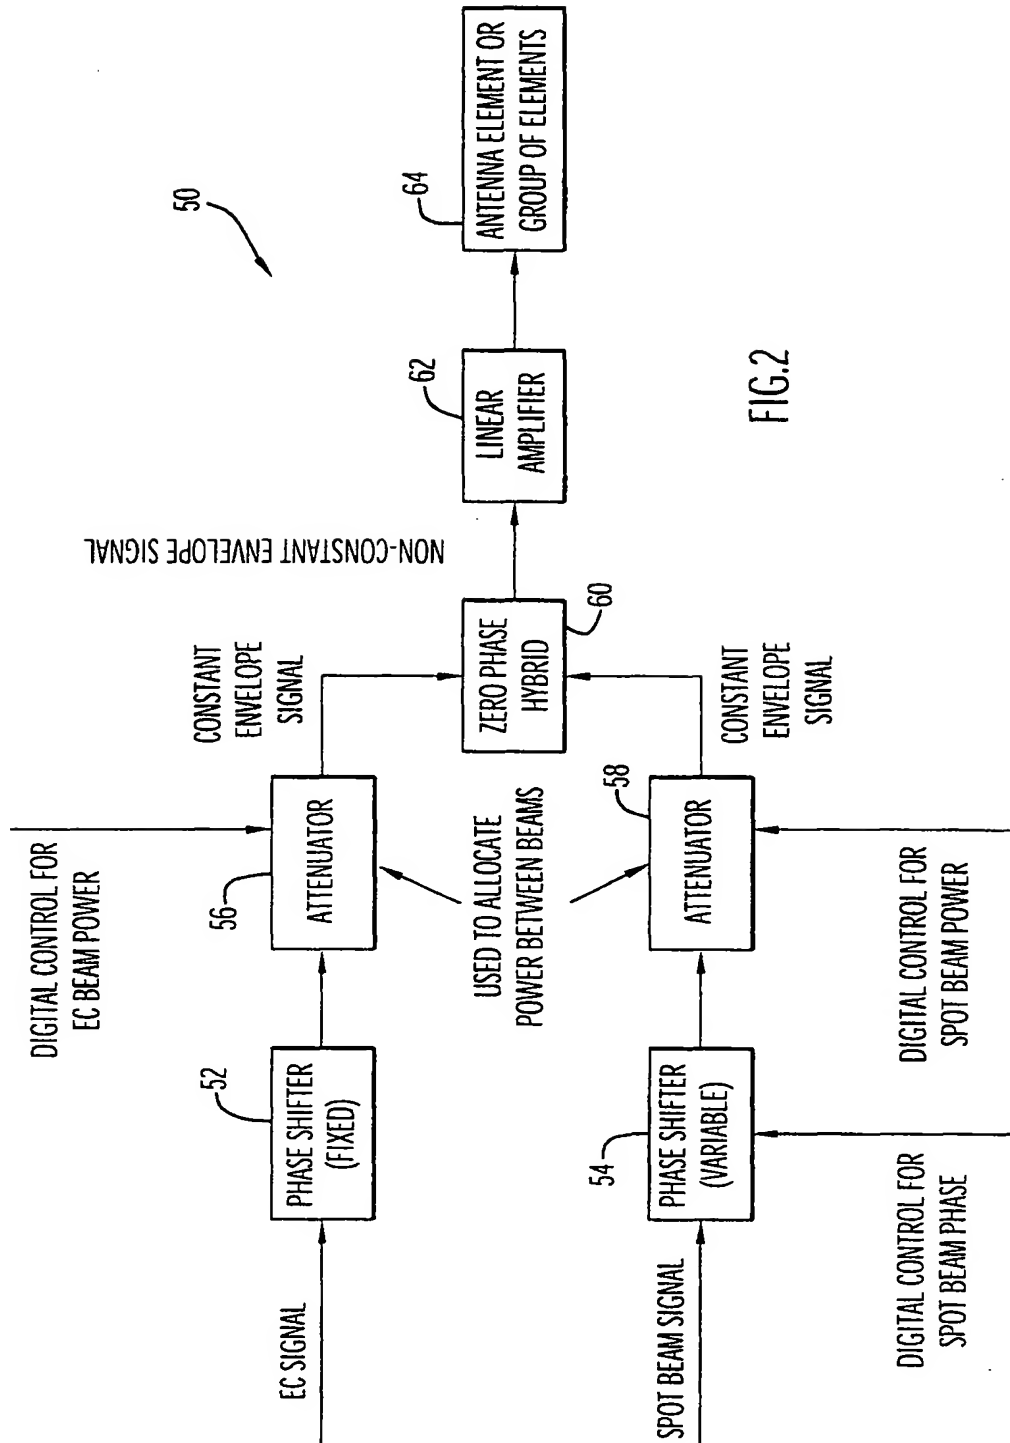 50
EC SIGNAL
PHASE SHIFTER
(FIXED)
52
DIGITAL CONTROL FOR
EC BEAM POWER
ATTENUATOR
56
CONSTANT
ENVELOPE
SIGNAL
SPOT BEAM SIGNAL
PHASE SHIFTER
(VARIABLE)
54
DIGITAL CONTROL FOR
SPOT BEAM PHASE
ATTENUATOR
58
DIGITAL CONTROL FOR
SPOT BEAM POWER
CONSTANT
ENVELOPE
SIGNAL
USED TO ALLOCATE
POWER BETWEEN BEAMS
ZERO PHASE
HYBRID
60
NON-CONSTANT ENVELOPE SIGNAL
LINEAR
AMPLIFIER
62
ANTENNA ELEMENT OR
GROUP OF ELEMENTS
64
FIG.2